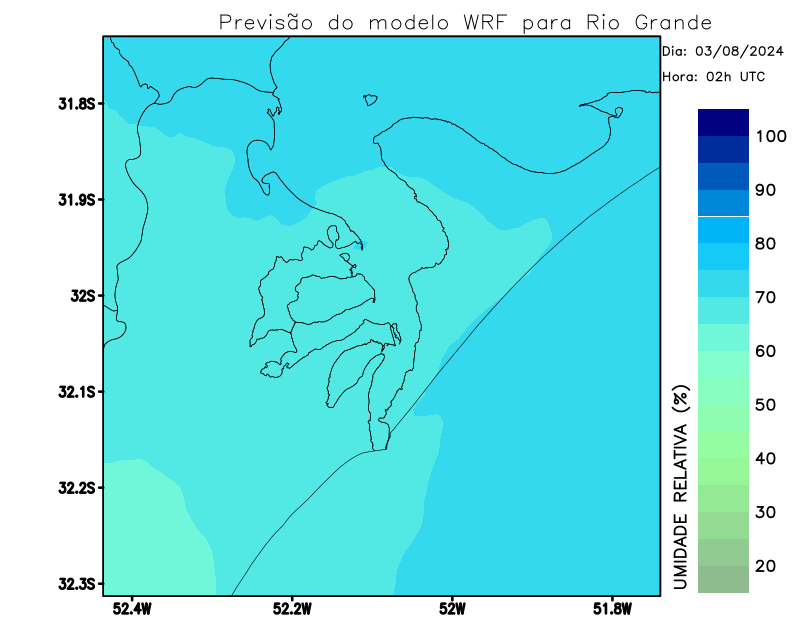 Previsão do modelo WRF para Rio Grande
Dia: 03/08/2024
Hora: 02h UTC
31.8S
31.9S
32S
32.1S
32.2S
32.3S
52.4W
52.2W
52W
51.8W
100
90
80
70
60
50
40
30
20
UMIDADE RELATIVA (%)